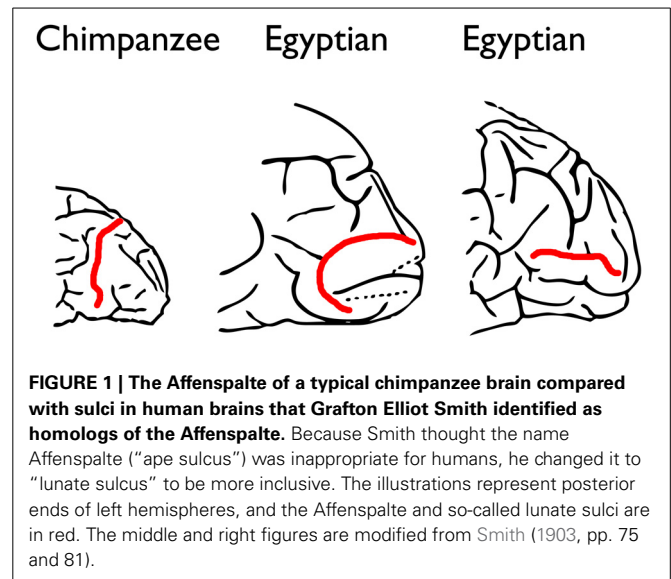 Chimpanzee Egyptian Egyptian
FIGURE 1 | The Affenspalte of a typical chimpanzee brain compared
with sulci in human brains that Grafton Elliot Smith identified as
homologs of the Affenspalte. Because Smith thought the name
Affenspalte (“ape sulcus”) was inappropriate for humans, he changed it to
“lunate sulcus” to be more inclusive. The illustrations represent posterior
ends of left hemispheres, and the Affenspalte and so-called lunate sulci are
in red. The middle and right figures are modified from Smith (1903, pp. 75
and 81).